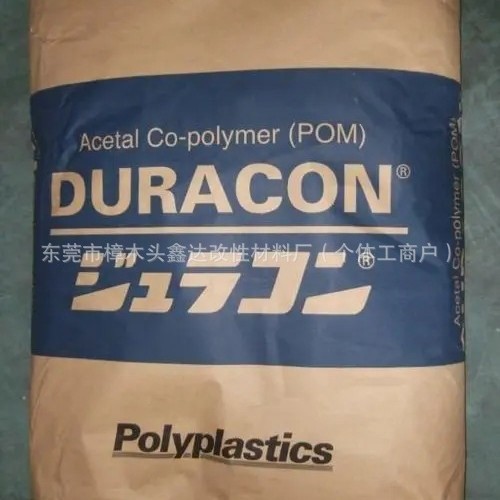 Acetal Co-polymer (POM)
DURACON®
东莞市樟木头鑫达改性材料厂（个体工商户）
ジュラコン®
Polyplastics
Acetal Co-polymer (POM)